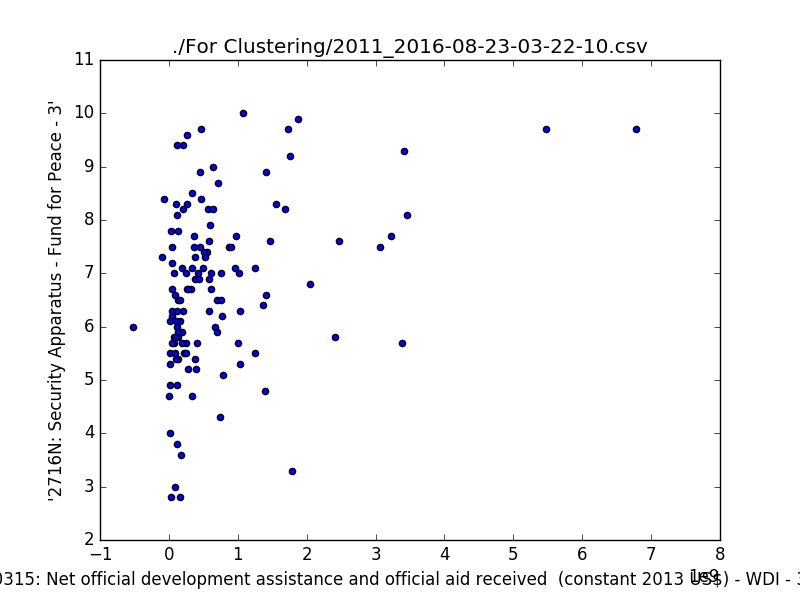 ./For Clustering/2011_2016-08-23-03-22-10.csv
'2716N: Security Apparatus - Fund for Peace - 3'
11
10
9
8
7
6
5
4
3
2
−1 0 1 2 3 4 5 6 7 8
1e9
0315: Net official development assistance and official aid received (constant 2013 US$) - WDI - 3